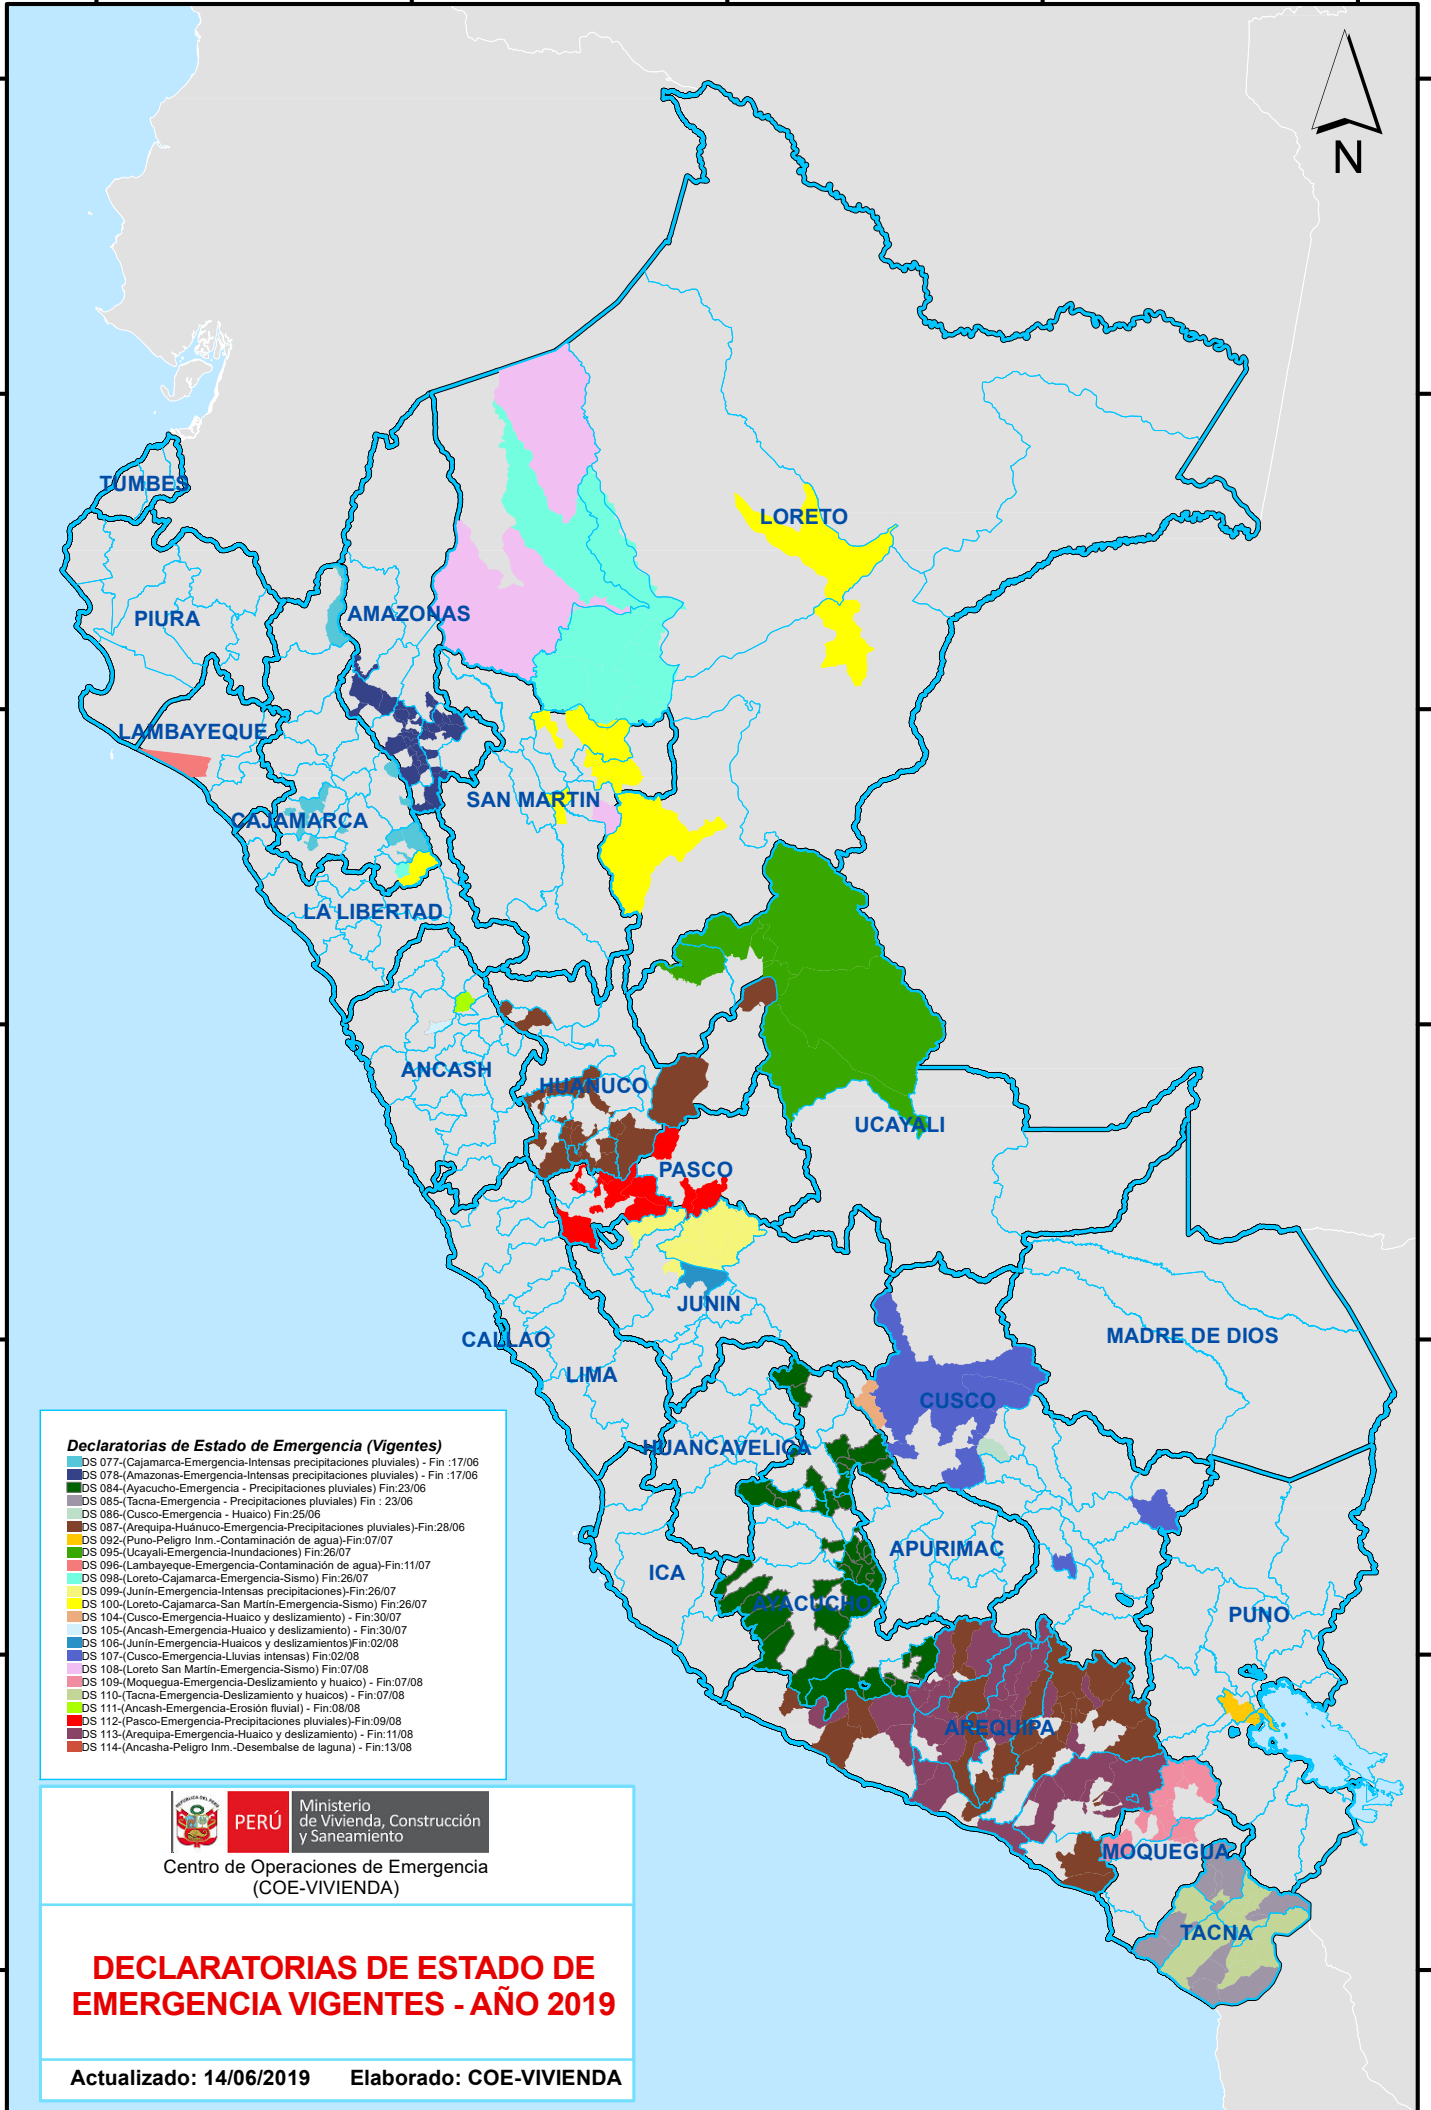 N
TUMBES
LORETO
PIURA
AMAZONAS
LAMBAYEQUE
SAN MARTIN
CAJAMARCA
LA LIBERTAD
ANCASH
HUANUCO
UCAYALI
PASCO
JUNIN
CALLAO
MADRE DE DIOS
LIMA
CUSCO
HUANCAVELICA
ICA
APURIMAC
AYACUCHO
PUNO
AREQUIPA
MOQUEGUA
TACNA
Declaratorias de Estado de Emergencia (Vigentes)
DS 077-(Cajamarca-Emergencia-Intensas precipitaciones pluviales) - Fin :17/06
DS 078-(Amazonas-Emergencia-Intensas precipitaciones pluviales) - Fin :17/06
DS 084-(Ayacucho-Emergencia - Precipitaciones pluviales) Fin:23/06
DS 085-(Tacna-Emergencia - Precipitaciones pluviales) Fin : 23/06
DS 086-(Cusco-Emergencia - Huaico) Fin:25/06
DS 087-(Arequipa-Huánuco-Emergencia-Precipitaciones pluviales)-Fin:28/06
DS 092-(Puno-Peligro Inm.-Contaminación de agua)-Fin:07/07
DS 095-(Ucayali-Emergencia-Inundaciones) Fin:26/07
DS 096-(Lambayeque-Emergencia-Contaminación de agua)-Fin:11/07
DS 098-(Loreto-Cajamarca-Emergencia-Sismo) Fin:26/07
DS 099-(Junín-Emergencia-Intensas precipitaciones)-Fin:26/07
DS 100-(Loreto-Cajamarca-San Martín-Emergencia-Sismo) Fin:26/07
DS 104-(Cusco-Emergencia-Huaico y deslizamiento) - Fin:30/07
DS 105-(Ancash-Emergencia-Huaico y deslizamiento) - Fin:30/07
DS 106-(Junín-Emergencia-Huaicos y deslizamientos)Fin:02/08
DS 107-(Cusco-Emergencia-Lluvias intensas) Fin:02/08
DS 108-(Loreto San Martín-Emergencia-Sismo) Fin:07/08
DS 109-(Moquegua-Emergencia-Deslizamiento y huaico) - Fin:07/08
DS 110-(Tacna-Emergencia-Deslizamiento y huaicos) - Fin:07/08
DS 111-(Ancash-Emergencia-Erosión fluvial) - Fin:08/08
DS 112-(Pasco-Emergencia-Precipitaciones pluviales)-Fin:09/08
DS 113-(Arequipa-Emergencia-Huaico y deslizamiento) - Fin:11/08
DS 114-(Ancasha-Peligro Inm.-Desembalse de laguna) - Fin:13/08
REPUBLICA DEL PERU
PERÚ
Ministerio
de Vivienda, Construcción
y Saneamiento
Centro de Operaciones de Emergencia
(COE-VIVIENDA)
DECLARATORIAS DE ESTADO DE
EMERGENCIA VIGENTES - AÑO 2019
Actualizado: 14/06/2019 Elaborado: COE-VIVIENDA